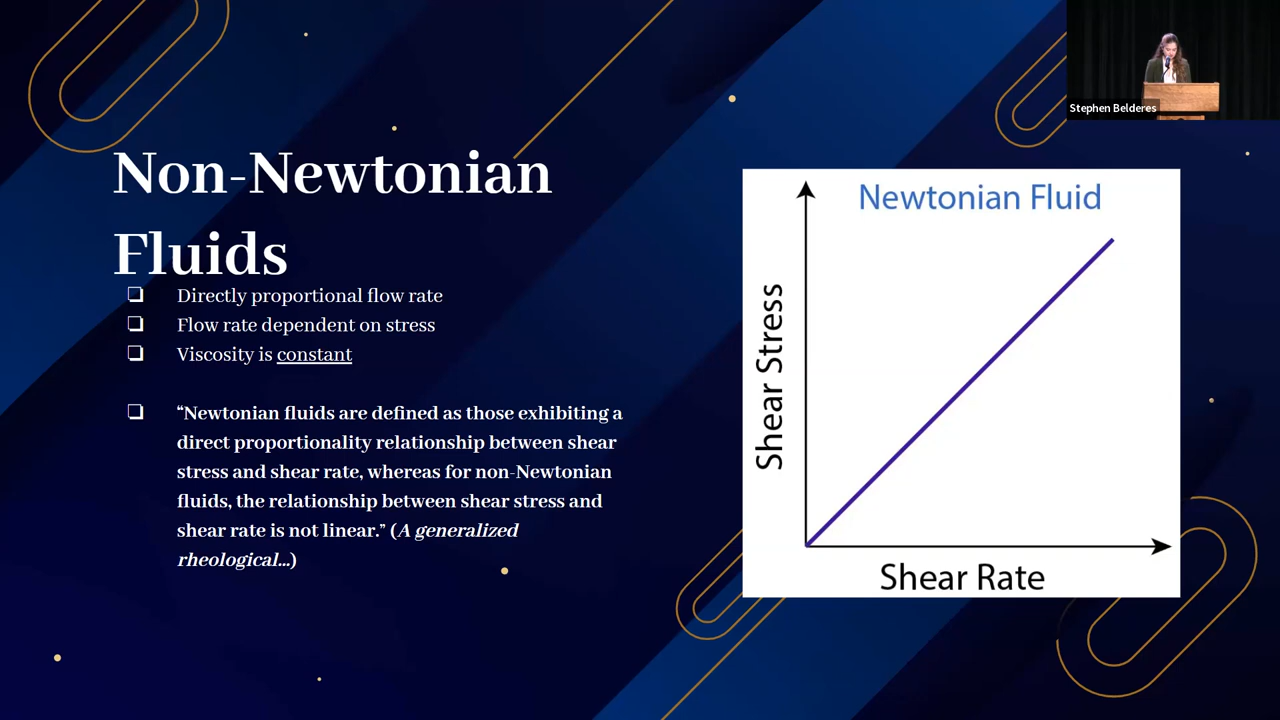 Non-Newtonian
Fluids
❏ Directly proportional flow rate
❏ Flow rate dependent on stress
❏ Viscosity is constant
❏ “Newtonian fluids are defined as those exhibiting a
direct proportionality relationship between shear
stress and shear rate, whereas for non-Newtonian
fluids, the relationship between shear stress and
shear rate is not linear.” (A generalized
rheological...)
Newtonian Fluid
Shear Stress
Shear Rate
Stephen Belderes